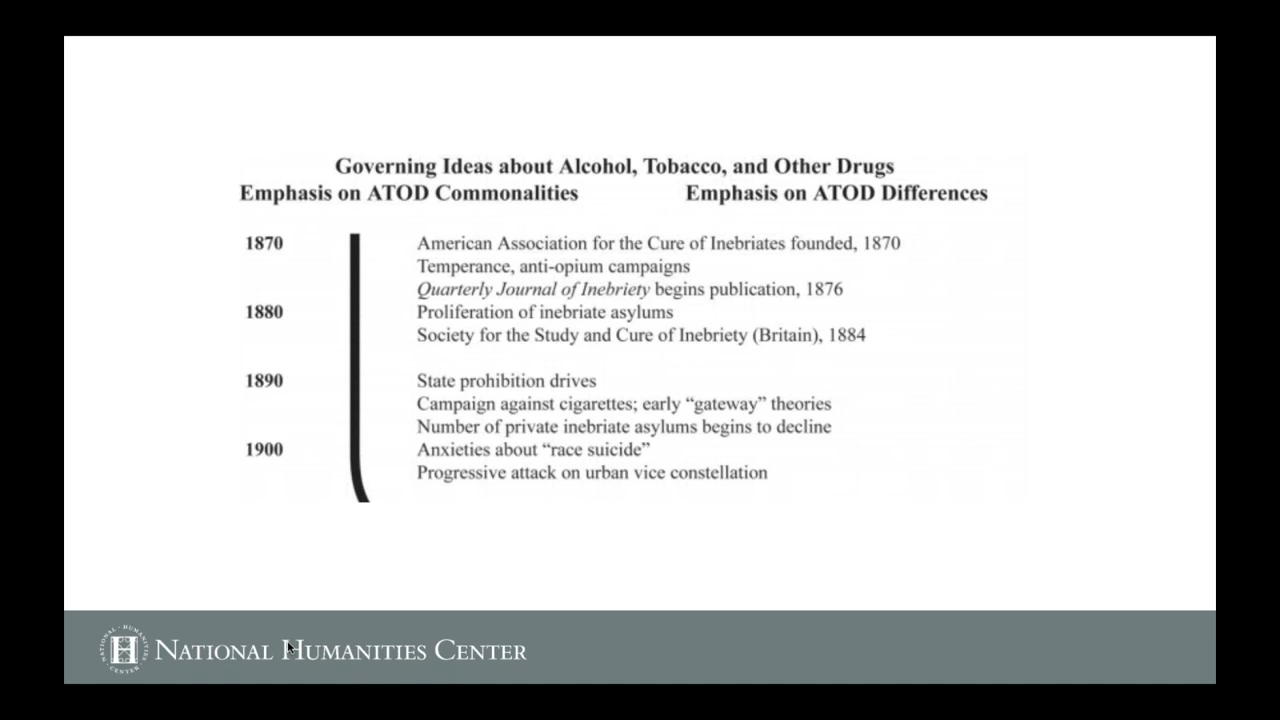 Governing Ideas about Alcohol, Tobacco, and Other Drugs
Emphasis on ATOD Commonalities Emphasis on ATOD Differences
1870 American Association for the Cure of Inebriates founded, 1870
Temperance, anti-opium campaigns
Quarterly Journal of Inebriety begins publication, 1876
1880 Proliferation of inebriate asylums
Society for the Study and Cure of Inebriety (Britain), 1884
1890 State prohibition drives
Campaign against cigarettes; early “gateway” theories
Number of private inebriate asylums begins to decline
1900 Anxieties about “race suicide”
Progressive attack on urban vice constellation
NATIONAL HUMANITIES CENTER
NATIONAL · HUMANITIES · CENTER ·